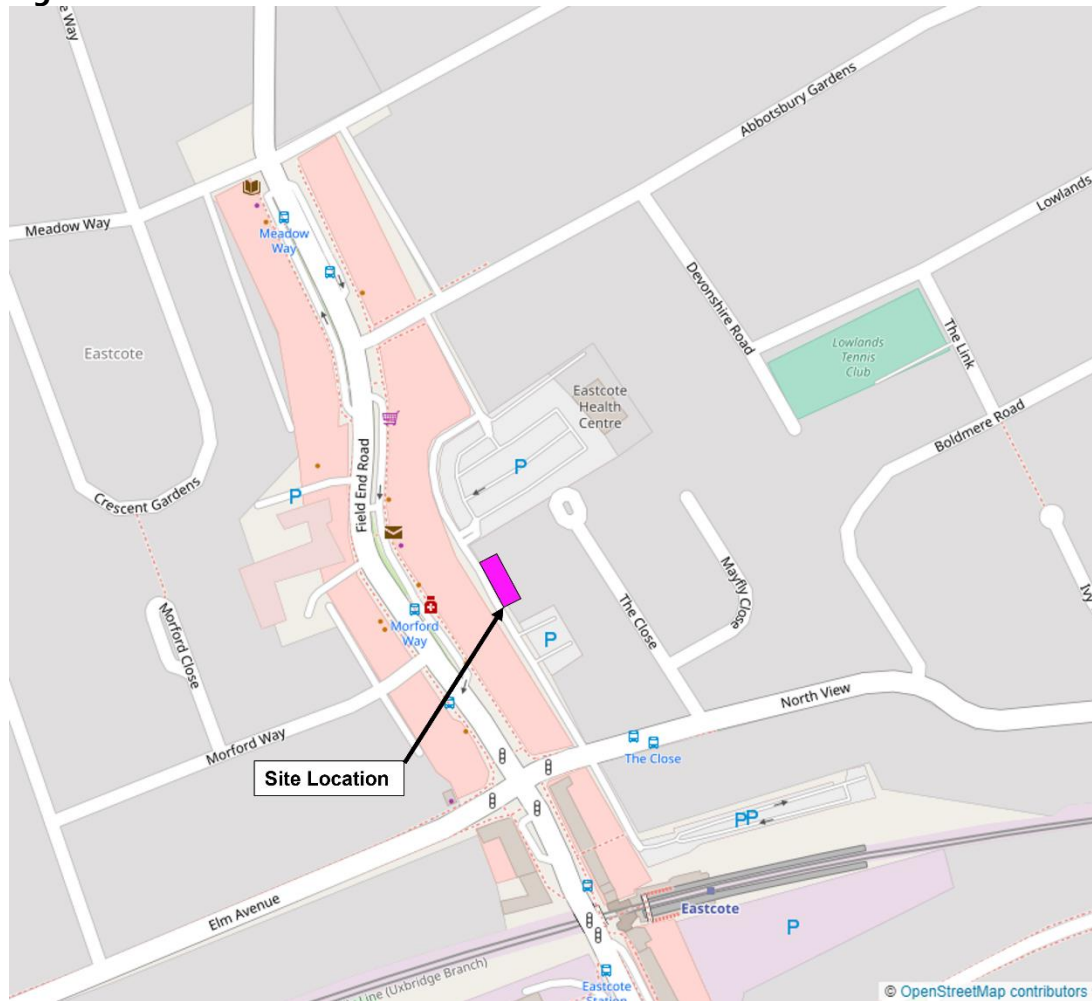 Abbotsbury Gardens
Meadow Way
Meadow
Way
Lowlands
Devonshire Road
The Link
Lowlands
Tennis
Club
Eastcote
Eastcote
Health
Centre
Boldmere Road
P
Field End Road
P
Crescent Gardens
Mayfly Close
The Close
Morford Close
Morford
Way
P
North View
Morford Way
The Close
Site Location
PP
Elm Avenue
Eastcote
P
Line (Uxbridge Branch)
Eastcote
Station
© OpenStreetMap contributors